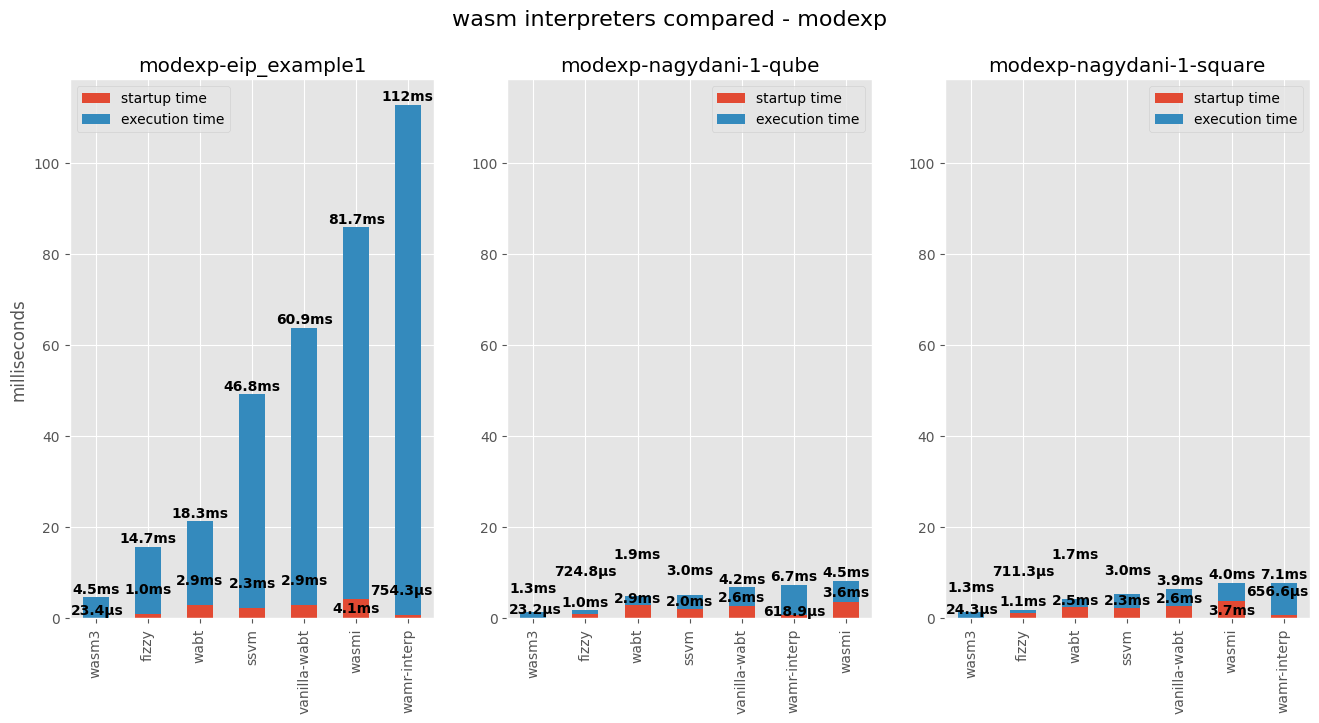 wasm interpreters compared - modexp
modexp-eip_example1
startup time
execution time
milliseconds
100
80
60
40
20
0
112ms
81.7ms
60.9ms
46.8ms
18.3ms
14.7ms
4.5ms
23.4µs
1.0ms
2.9ms
2.3ms
2.9ms
4.1ms
754.3µs
wasm3
fizzy
wabt
ssvm
vanilla-wabt
wasmi
wamr-interp
modexp-nagydani-1-qube
startup time
execution time
100
80
60
40
20
0
1.3ms
724.8µs
1.9ms
3.0ms
4.2ms
6.7ms
4.5ms
23.2µs
1.0ms
2.9ms
2.0ms
2.6ms
618.9µs
3.6ms
wasm3
fizzy
wabt
ssvm
vanilla-wabt
wamr-interp
wasmi
modexp-nagydani-1-square
startup time
execution time
100
80
60
40
20
0
1.3ms
711.3µs
1.7ms
3.0ms
3.9ms
4.0ms
7.1ms
24.3µs
1.1ms
2.5ms
2.3ms
2.6ms
3.7ms
656.6µs
wasm3
fizzy
wabt
ssvm
vanilla-wabt
wasmi
wamr-interp